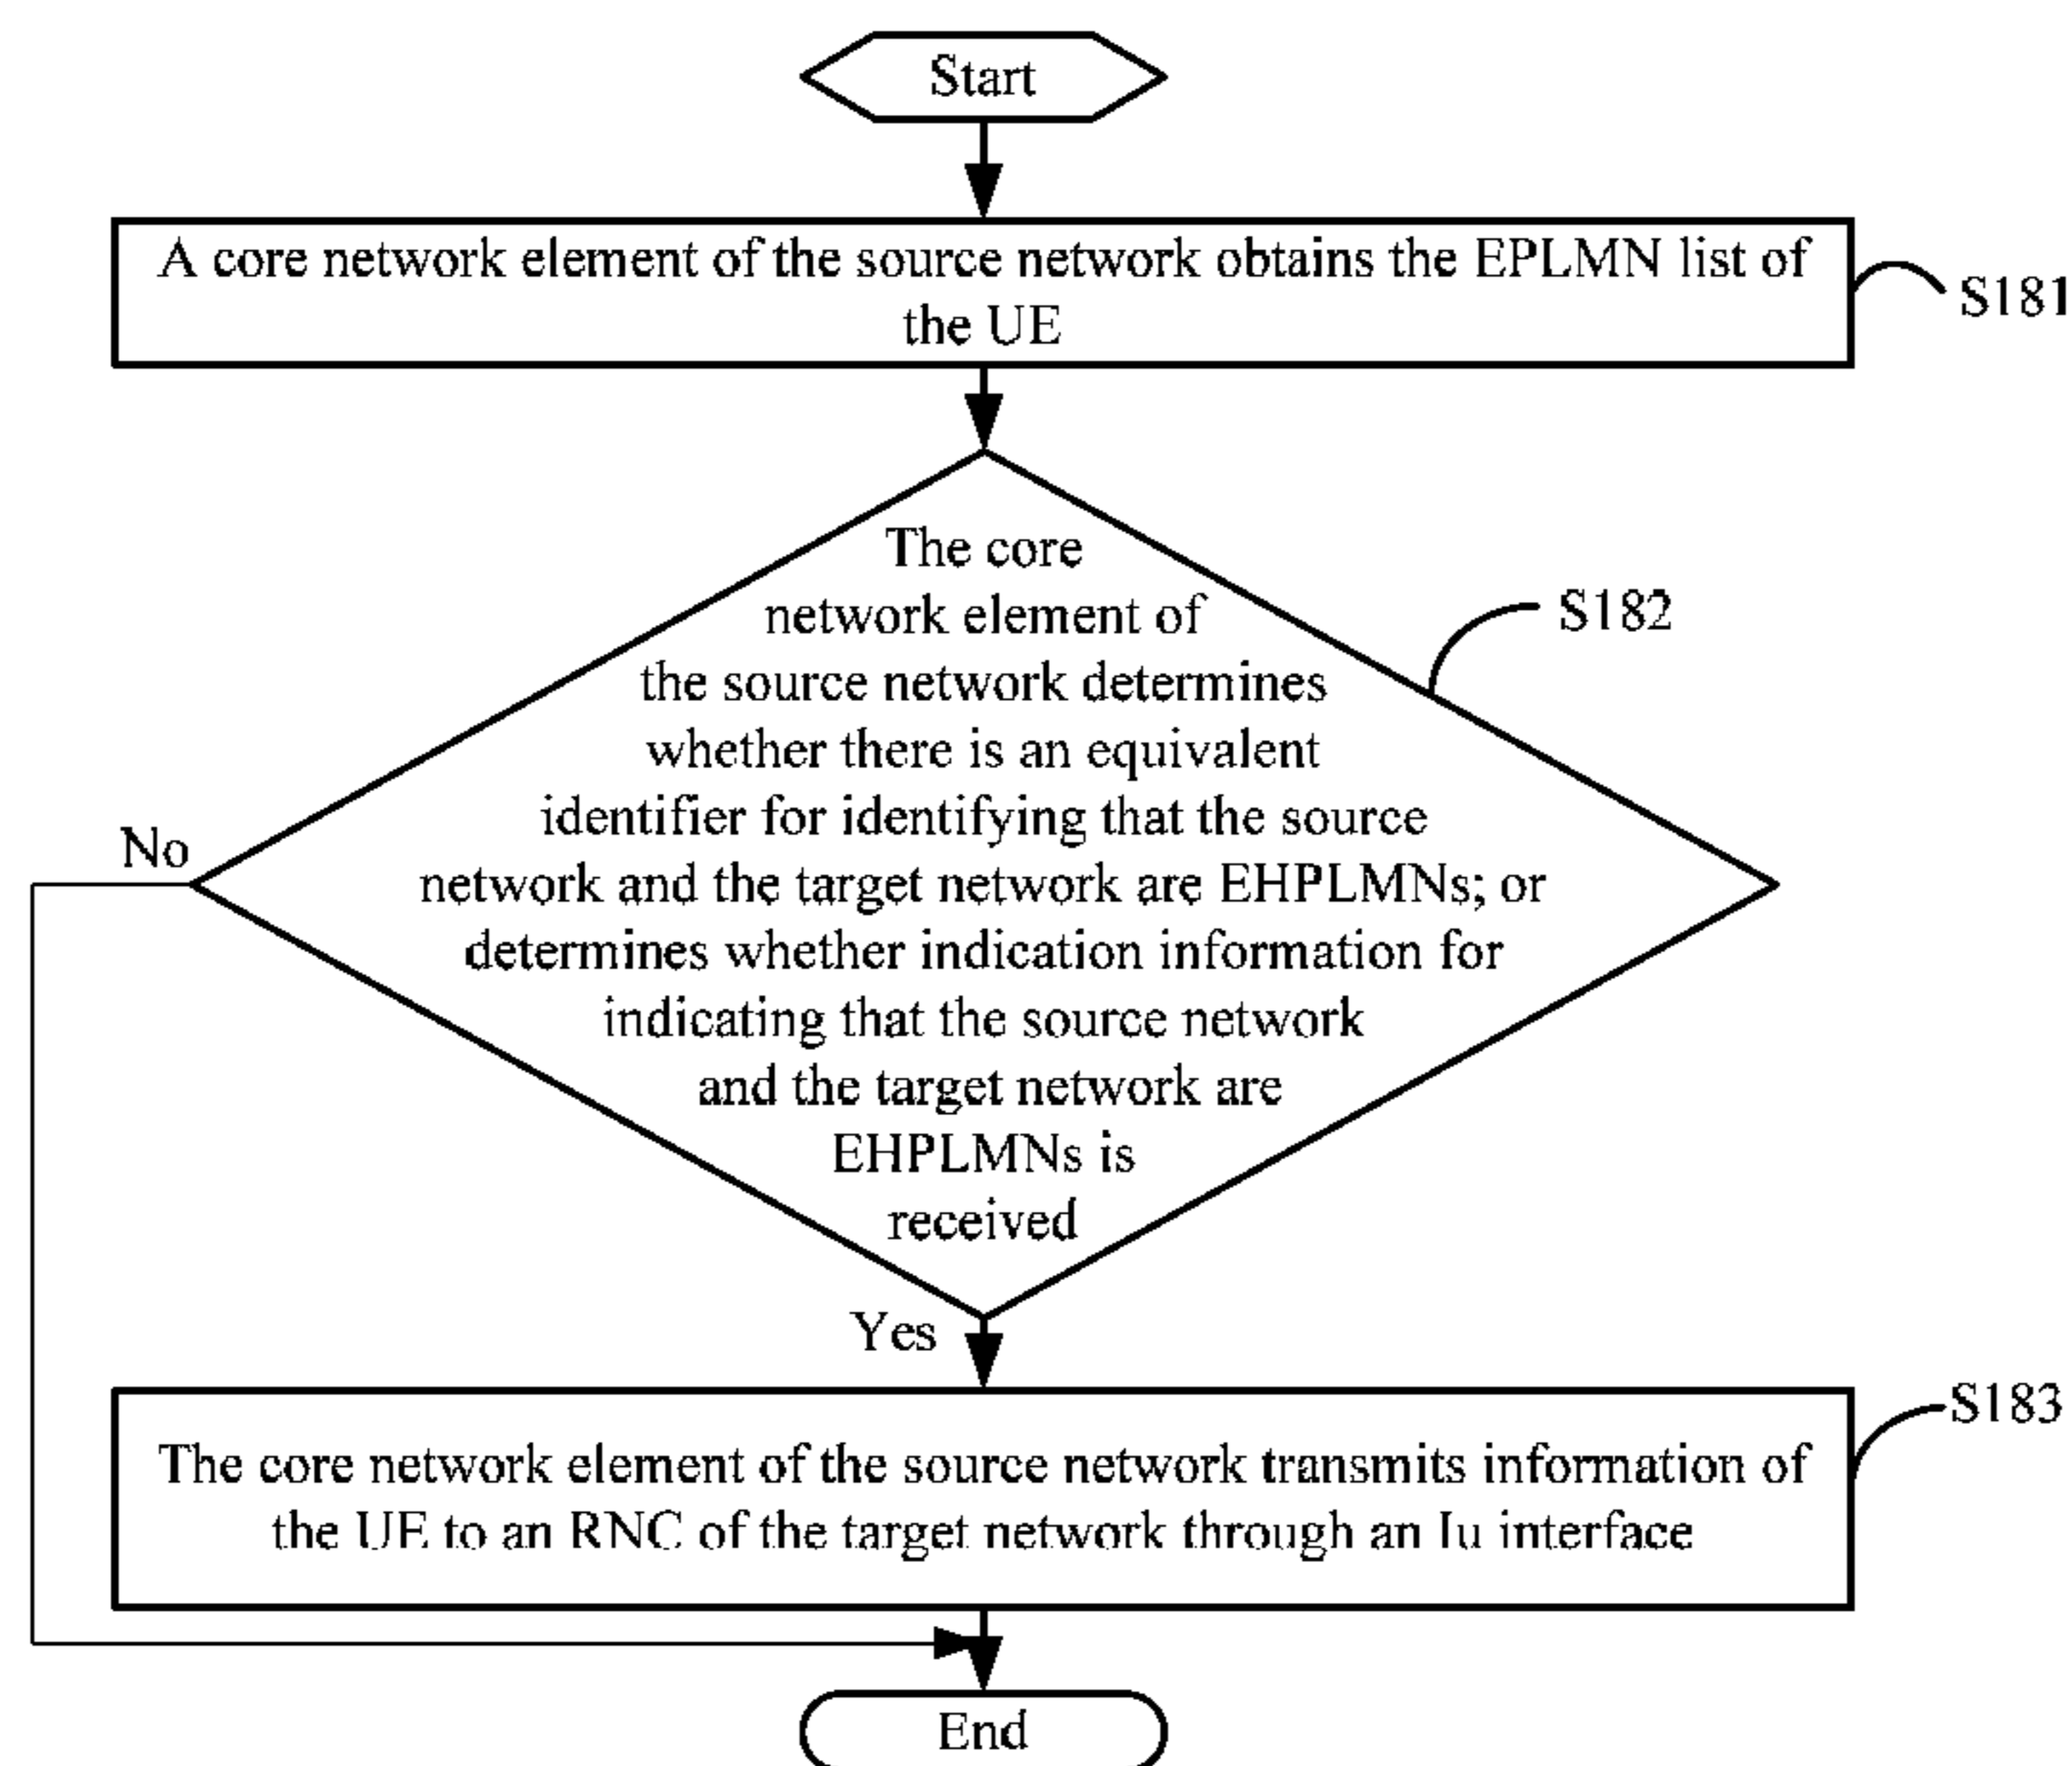 Start
A core network element of the source network obtains the EPLMN list of
the UE
S181
The core
network element of
S182
the source network determines
whether there is an equivalent
identifier for identifying that the source
No
network and the target network are EHPLMNs; or
determines whether indication information for
indicating that the source network
and the target network are
EHPLMNs is
received
Yes
S183
The core network element of the source network transmits information of
the UE to an RNC of the target network through an Iu interface
End